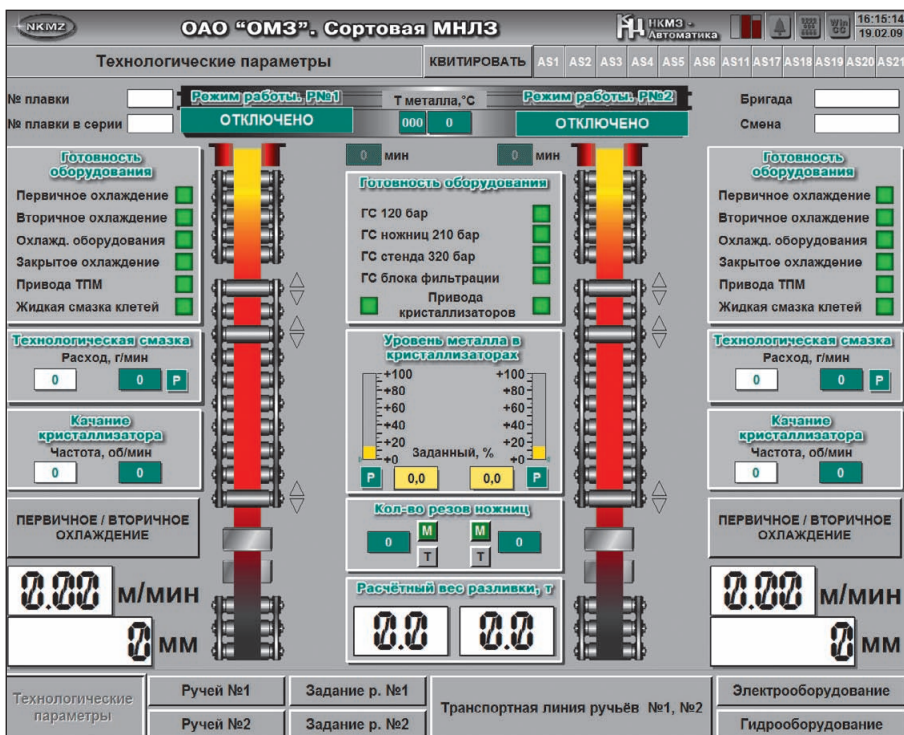 NKMZ
ОАО “ОМЗ”. Сортовая МНЛЗ
НКМЗ -
Автоматика
Win
CC
16:15:14
19.02.09
Технологические параметры
КВИТИРОВАТЬ
AS1 AS2 AS3 AS4 AS5 AS6 AS11 AS17 AS18 AS19 AS20 AS21
№ плавки
№ плавки в серии
Режим работы. Р№1
ОТКЛЮЧЕНО
Т металла,°С
000 0
Режим работы. Р№2
ОТКЛЮЧЕНО
Бригада
Смена
0 мин
0 мин
Готовность
оборудования
Первичное охлаждение
Вторичное охлаждение
Охлажд. оборудования
Закрытое охлаждение
Привода ТПМ
Жидкая смазка клетей
Технологическая смазка
Расход, г/мин
0 0 Р
Качание
кристаллизатора
Частота, об/мин
0 0
ПЕРВИЧНОЕ / ВТОРИЧНОЕ
ОХЛАЖДЕНИЕ
0.00 м/мин
0 мм
Готовность оборудования
ГС 120 бар
ГС ножниц 210 бар
ГС стенда 320 бар
ГС блока фильтрации
Привода
кристаллизаторов
Уровень металла в
кристаллизаторах
+100 +100
+80 +80
+60 +60
+40 +40
+20 +20
+0 +0
Заданный, %
Р 0,0 0,0 Р
Кол-во резов ножниц
0 М М 0
Т Т
Расчётный вес разливки, т
0.0 0.0
Готовность
оборудования
Первичное охлаждение
Вторичное охлаждение
Охлажд. оборудования
Закрытое охлаждение
Привода ТПМ
Жидкая смазка клетей
Технологическая смазка
Расход, г/мин
0 0 Р
Качание
кристаллизатора
Частота, об/мин
0 0
ПЕРВИЧНОЕ / ВТОРИЧНОЕ
ОХЛАЖДЕНИЕ
0.00 м/мин
0 мм
Технологические
параметры
Ручей №1
Ручей №2
Задание р. №1
Задание р. №2
Транспортная линия ручьёв №1, №2
Электрооборудование
Гидрооборудование